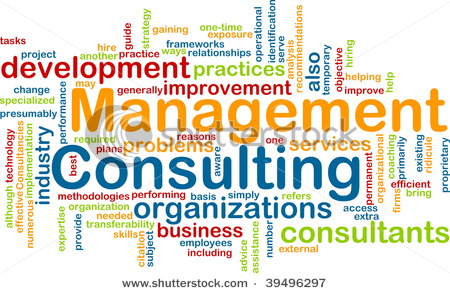 tasks
project
hire
may
another
guide
gaining
strategy
practice
ways
frameworks
relationships
one-time
exposure
operational
identification
serve
analysis
recommendations
also
temporary
objective
hiring
helping
improve
help
development
practices
change
specialized
presumably
performance
generally
improvement
Management
required
plans
problems
reasons
aware
one
services
industry
best
Consulting
permanent
organizational
coaching
firms
primarily
existing
ridicule
efficient
bring
proprietary
although
technology
effective
Consultancies
numerous
implementation
methodologies
performing
basis
simply
refers
expertise
provide
organization
needed
transferability
skills
citation
organizations
access
extra
business
employees
including
subject
advice
assistance
number
external
consultants
shutterstock
www.shutterstock.com · 39496297